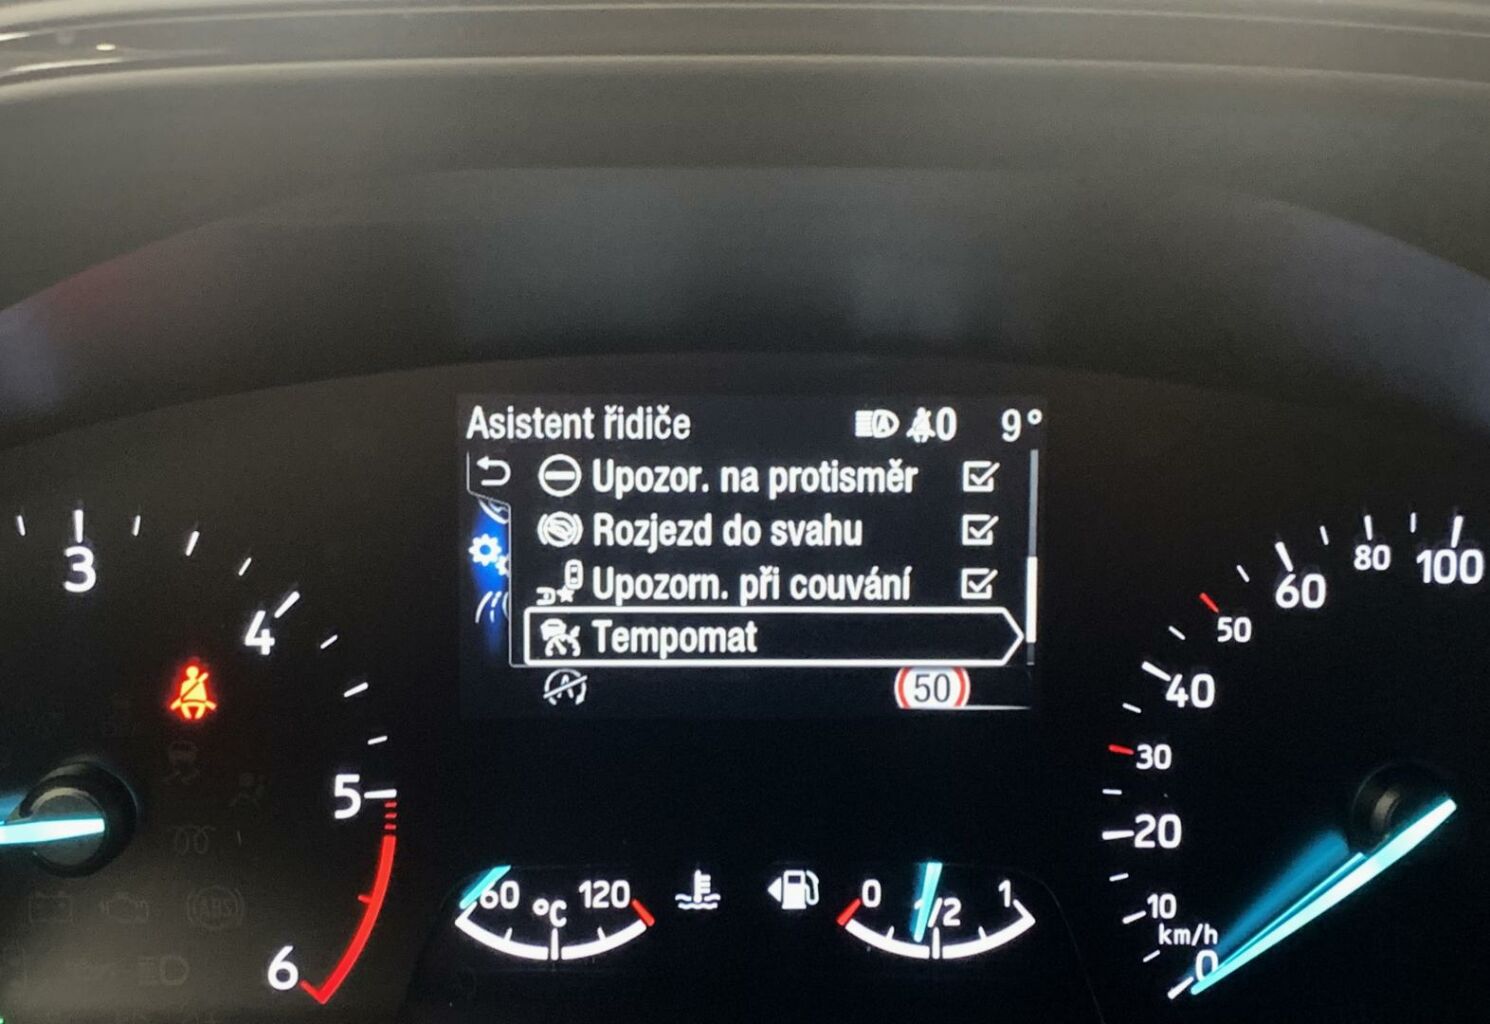 Asistent řidiče 0 9°
Upozor. na protisměr
Rozjezd do svahu
Upozorn. při couvání
Tempomat
50
3
4
5
6
60 °C 120
0 1/2 1
100
80
60
50
40
30
20
10
km/h
0
ABS